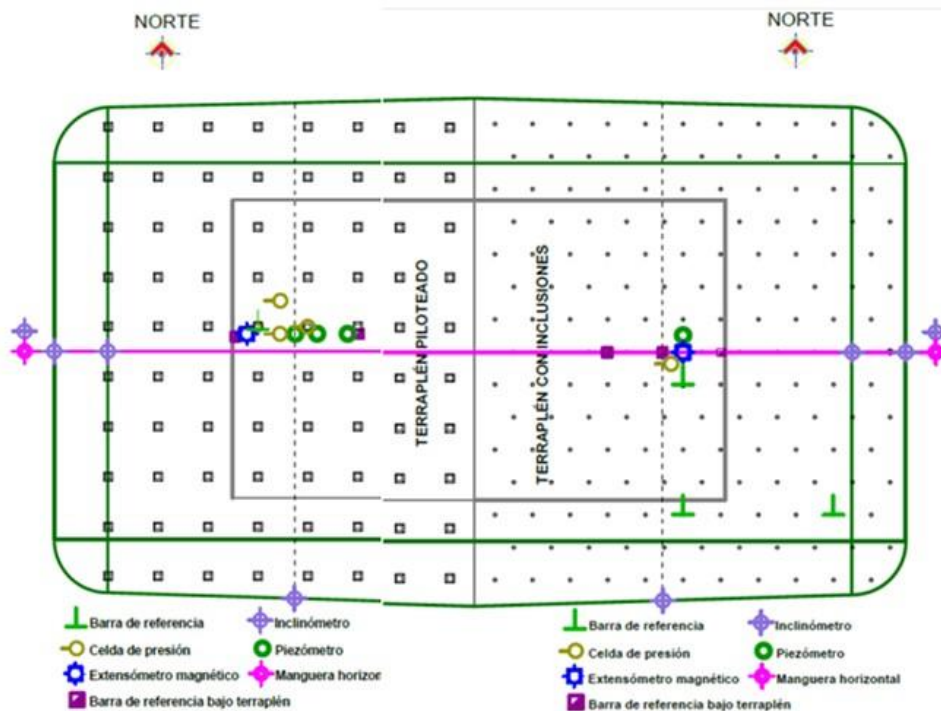 NORTE
NORTE
TERRAPLÉN PILOTEADO
TERRAPLÉN CON INCLUSIONES
Barra de referencia
Inclinómetro
Celda de presión
Piezómetro
Extensómetro magnético
Manguera horizon
Barra de referencia bajo terraplén
Barra de referencia
Inclinómetro
Celda de presión
Piezómetro
Extensómetro magnético
Manguera horizontal
Barra de referencia bajo terraplén